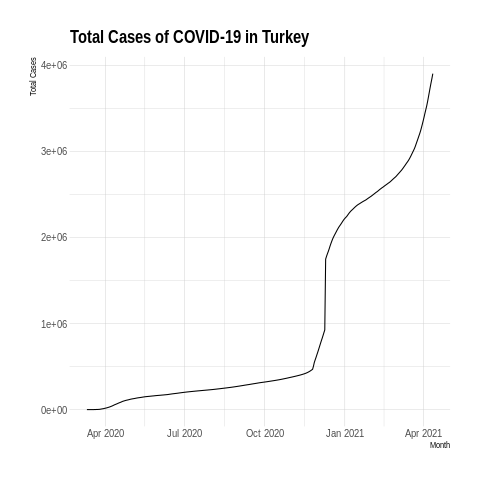 Total Cases of COVID-19 in Turkey
Total Cases
4e+06
3e+06
2e+06
1e+06
0e+00
Apr 2020 Jul 2020 Oct 2020 Jan 2021 Apr 2021
Month